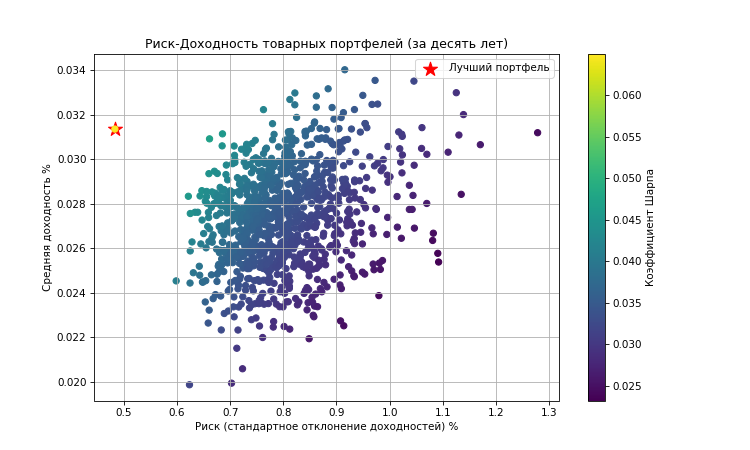 Риск-Доходность товарных портфелей (за десять лет)
Лучший портфель
Средняя доходность %
0.034
0.032
0.030
0.028
0.026
0.024
0.022
0.020
0.5 0.6 0.7 0.8 0.9 1.0 1.1 1.2 1.3
Риск (стандартное отклонение доходностей) %
0.060
0.055
0.050
0.045
0.040
0.035
0.030
0.025
Коэффициент Шарпа